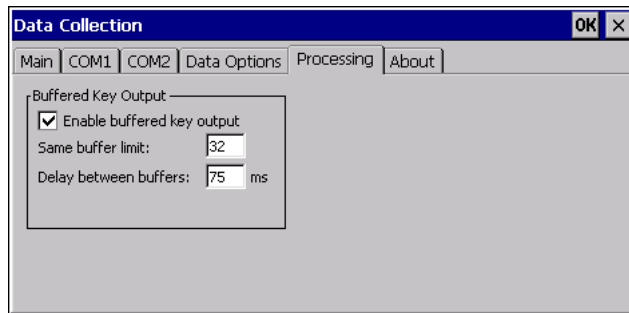 Data Collection OK ×
Main COM1 COM2 Data Options Processing About
Buffered Key Output
Enable buffered key output
Same buffer limit: 32
Delay between buffers: 75 ms